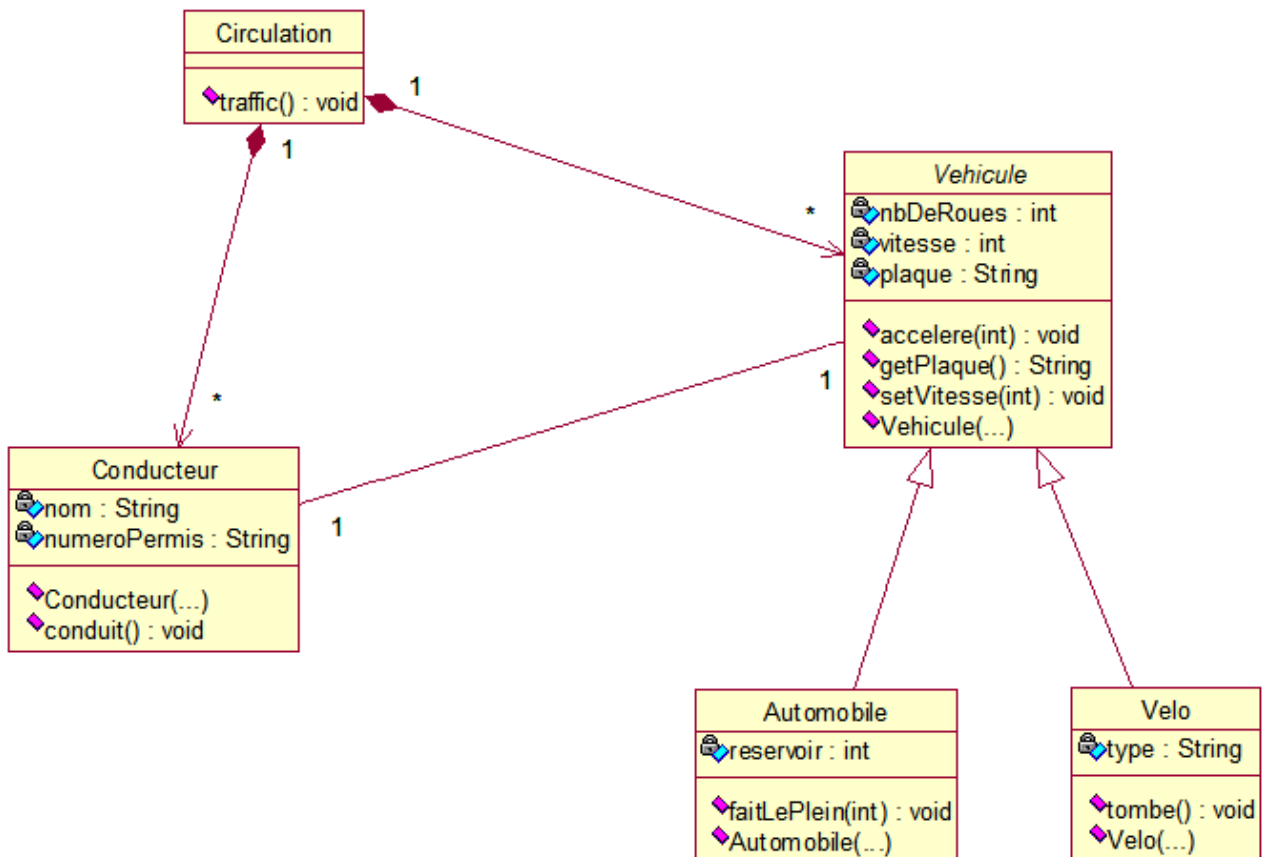 Circulation
traffic() : void
1
1
*
*
Vehicule
nbDeRoues : int
vitesse : int
plaque : String
accelere(int) : void
getPlaque() : String
setVitesse(int) : void
Vehicule(...)
1
1
Conducteur
nom : String
numeroPermis : String
Conducteur(...)
conduit() : void
Automobile
reservoir : int
faitLePlein(int) : void
Automobile(...)
Velo
type : String
tombe() : void
Velo(...)